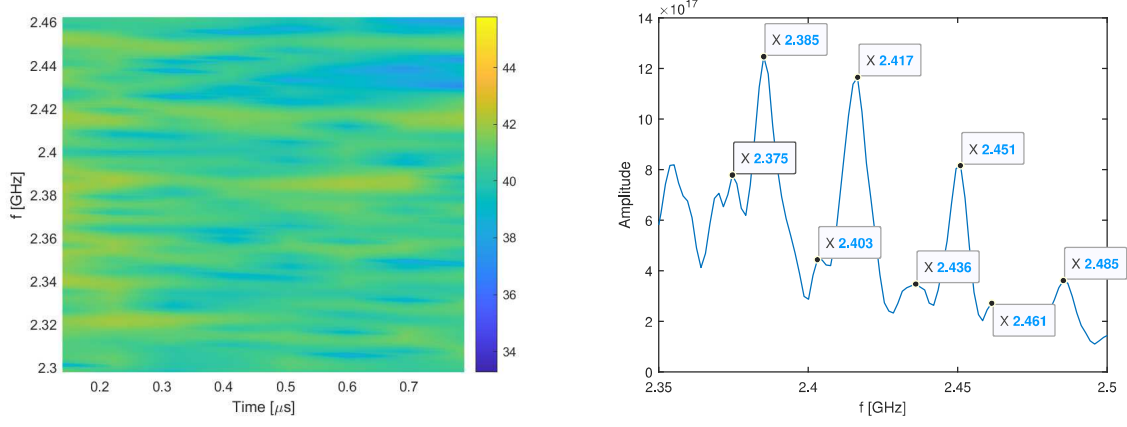 2.46
2.44
2.42
2.4
2.38
2.36
2.34
2.32
2.3
f [GHz]
0.2
0.3
0.4
0.5
0.6
0.7
Time [μs]
44
42
40
38
36
34
×10¹⁷
14
12
10
8
6
4
2
0
Amplitude
X 2.385
X 2.417
X 2.375
X 2.451
X 2.403
X 2.436
X 2.485
X 2.461
2.35
2.4
2.45
2.5
f [GHz]